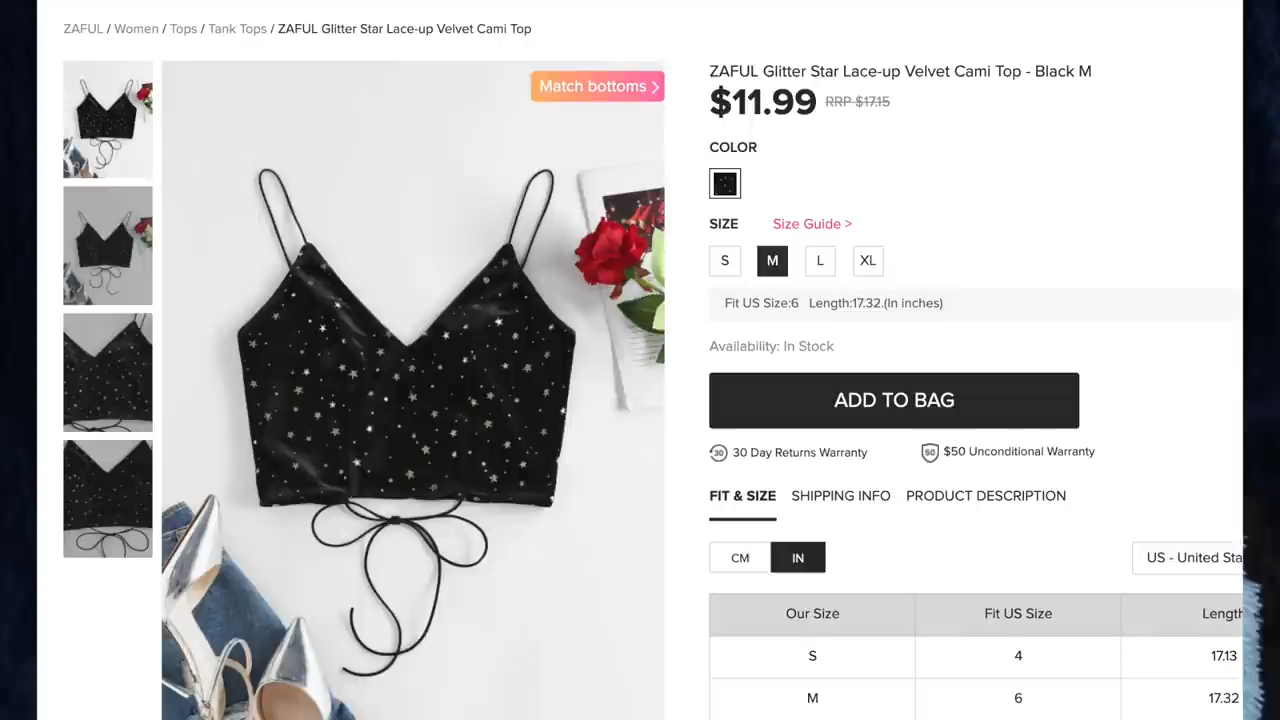 ZAFUL / Women / Tops / Tank Tops / ZAFUL Glitter Star Lace-up Velvet Cami Top
Match bottoms >
ZAFUL Glitter Star Lace-up Velvet Cami Top - Black M
$11.99 RRP $17.15
COLOR
SIZE Size Guide >
S M L XL
Fit US Size:6 Length:17.32.(In inches)
Availability: In Stock
ADD TO BAG
30 30 Day Returns Warranty 50 $50 Unconditional Warranty
FIT & SIZE SHIPPING INFO PRODUCT DESCRIPTION
CM IN US - United Sta
Our Size Fit US Size Length
S 4 17.13
M 6 17.32